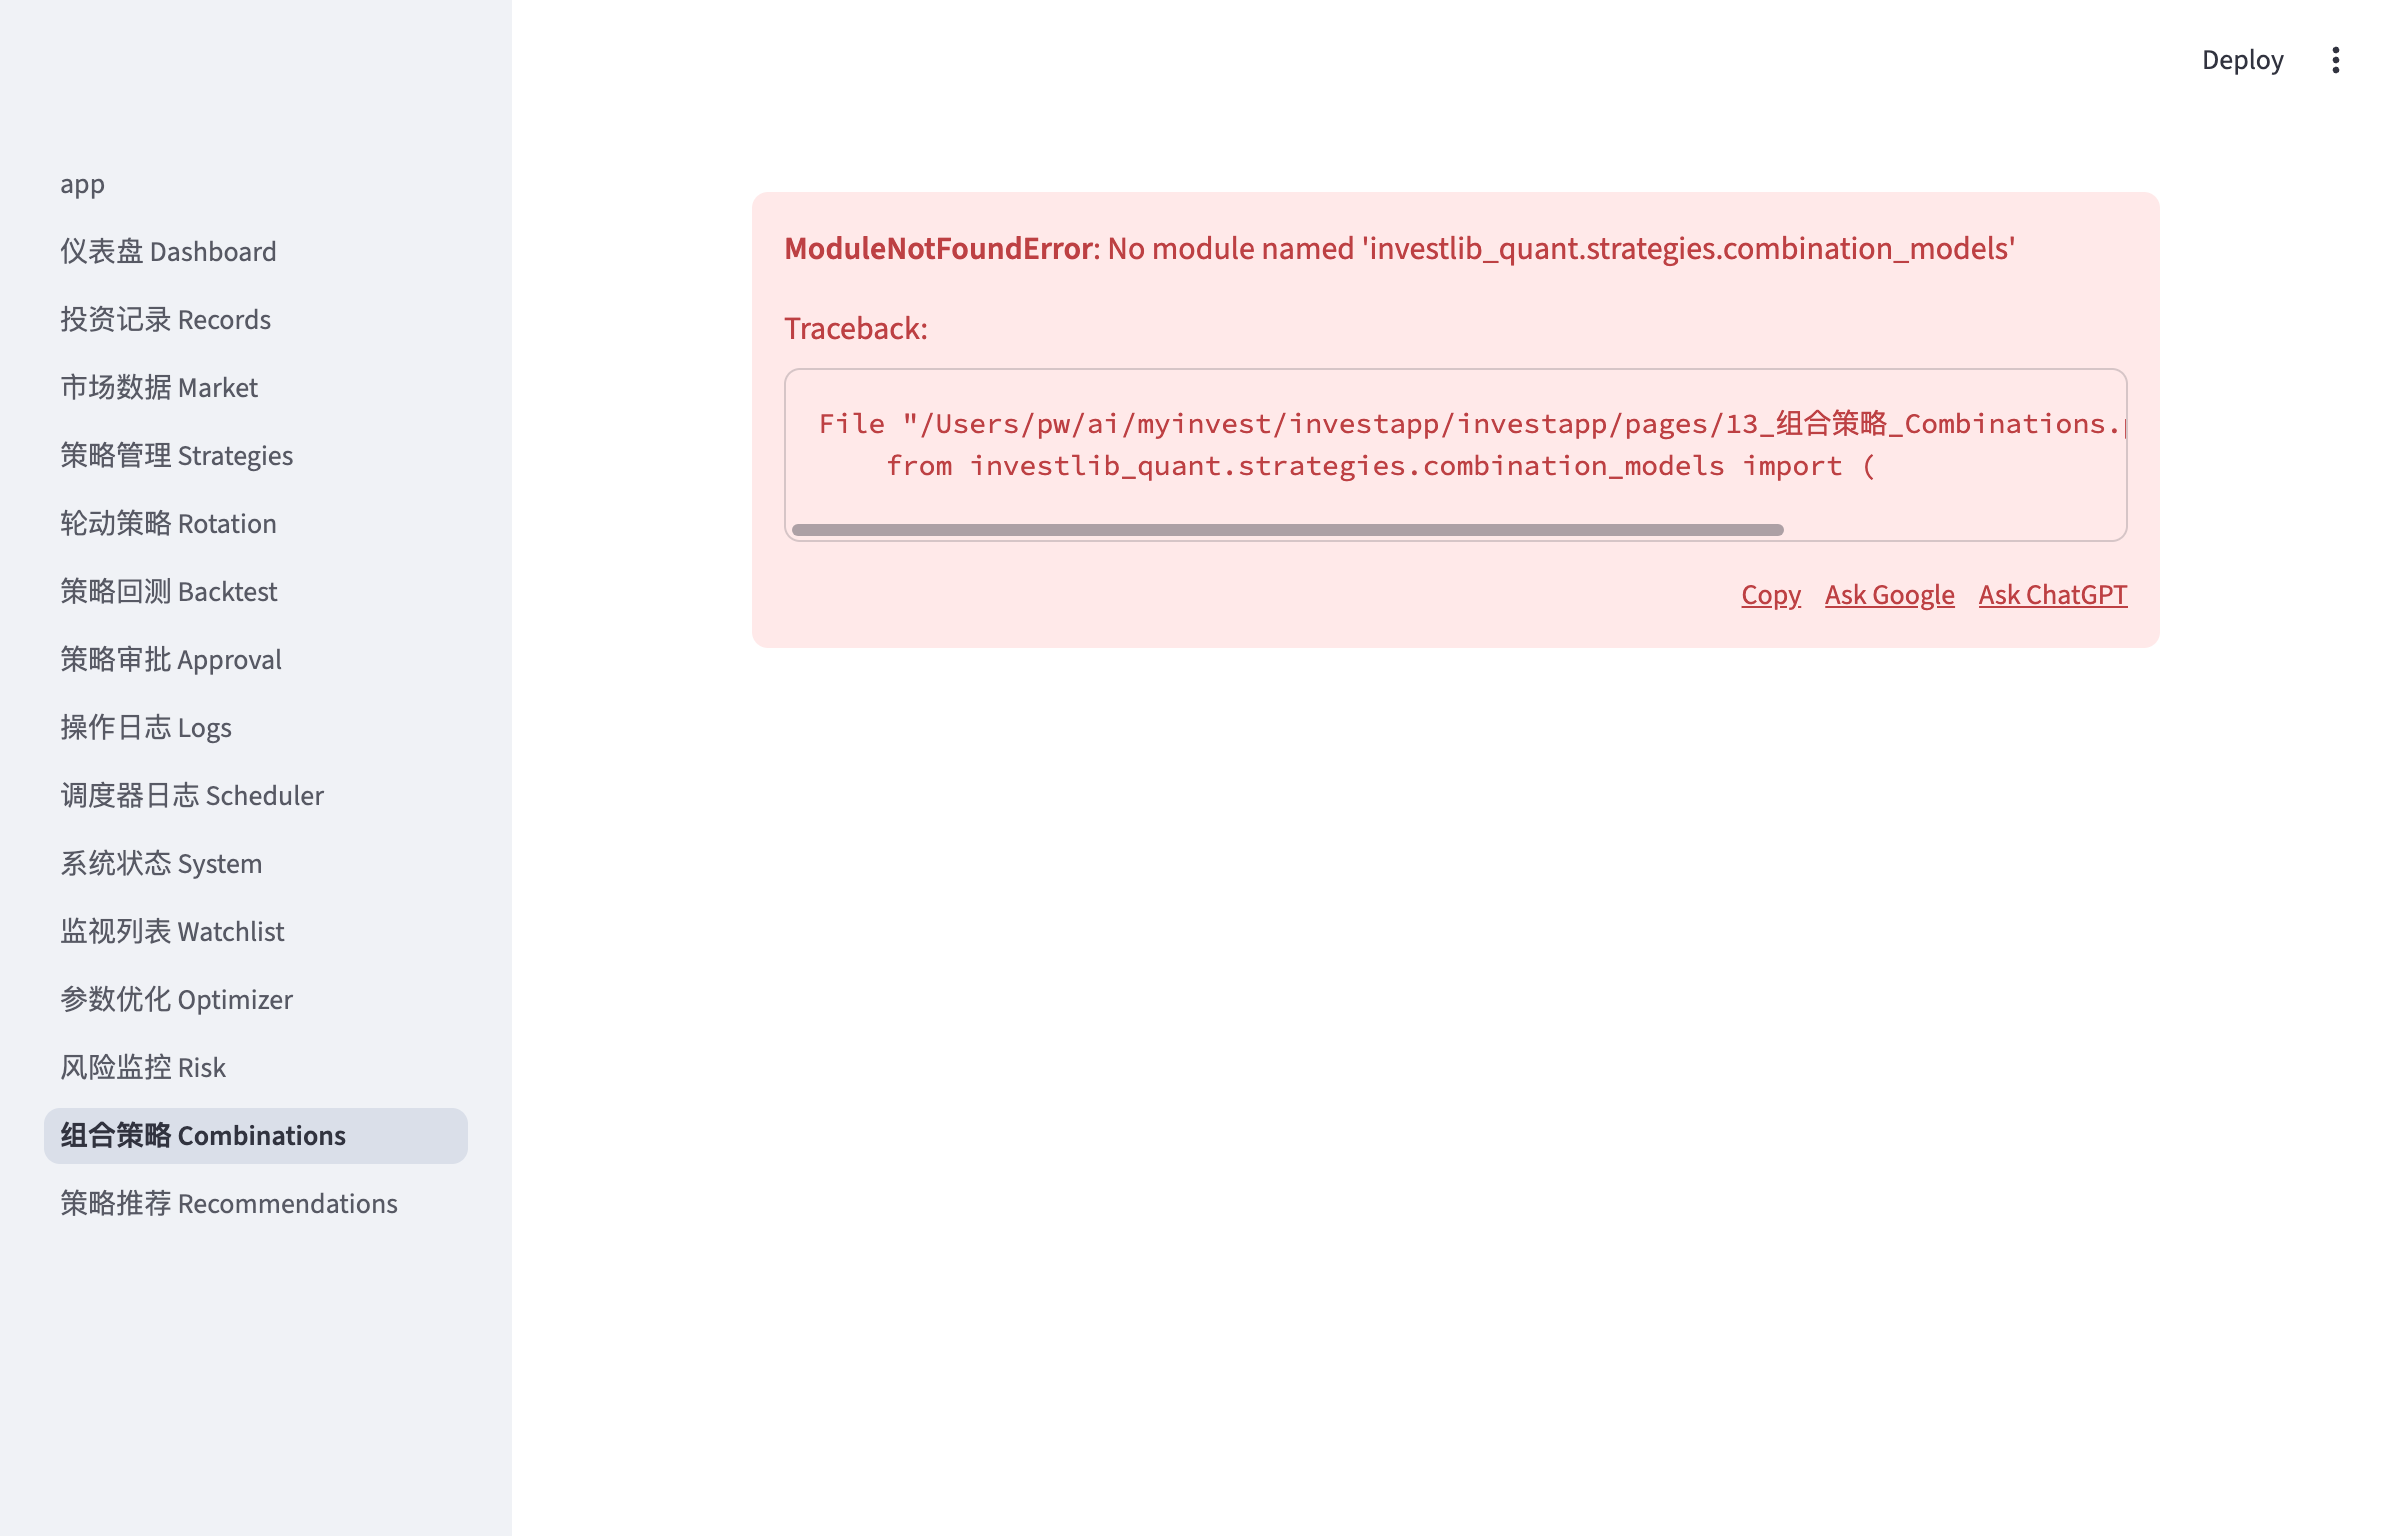 Deploy
app
仪表盘 Dashboard
投资记录 Records
市场数据 Market
策略管理 Strategies
轮动策略 Rotation
策略回测 Backtest
策略审批 Approval
操作日志 Logs
调度器日志 Scheduler
系统状态 System
监视列表 Watchlist
参数优化 Optimizer
风险监控 Risk
组合策略 Combinations
策略推荐 Recommendations
ModuleNotFoundError: No module named 'investlib_quant.strategies.combination_models'
Traceback:
File "/Users/pw/ai/myinvest/investapp/investapp/pages/13_组合策略_Combinations.
from investlib_quant.strategies.combination_models import (
Copy Ask Google Ask ChatGPT